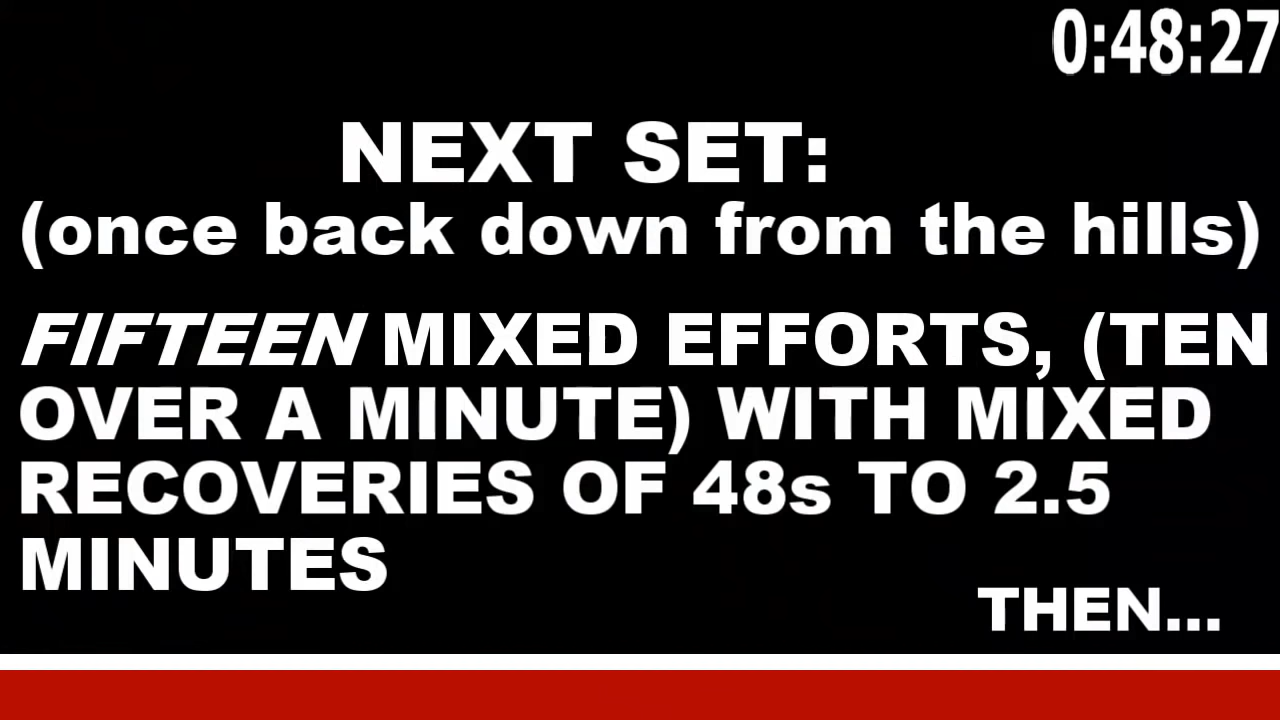 0:48:27
NEXT SET:
(once back down from the hills)
FIFTEEN MIXED EFFORTS, (TEN
OVER A MINUTE) WITH MIXED
RECOVERIES OF 48s TO 2.5
MINUTES
THEN...